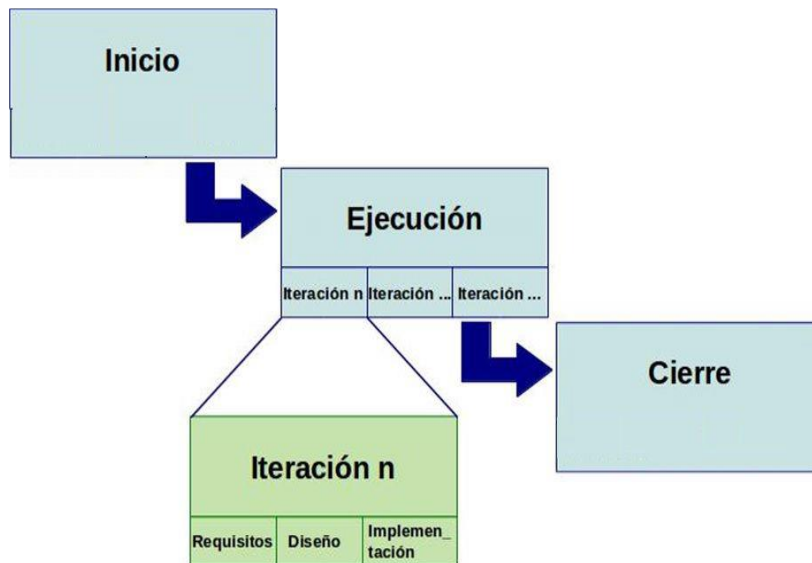 Inicio
Ejecución
Iteración n
Iteración ...
Iteración ...
Cierre
Iteración n
Requisitos
Diseño
Implemen_
tación